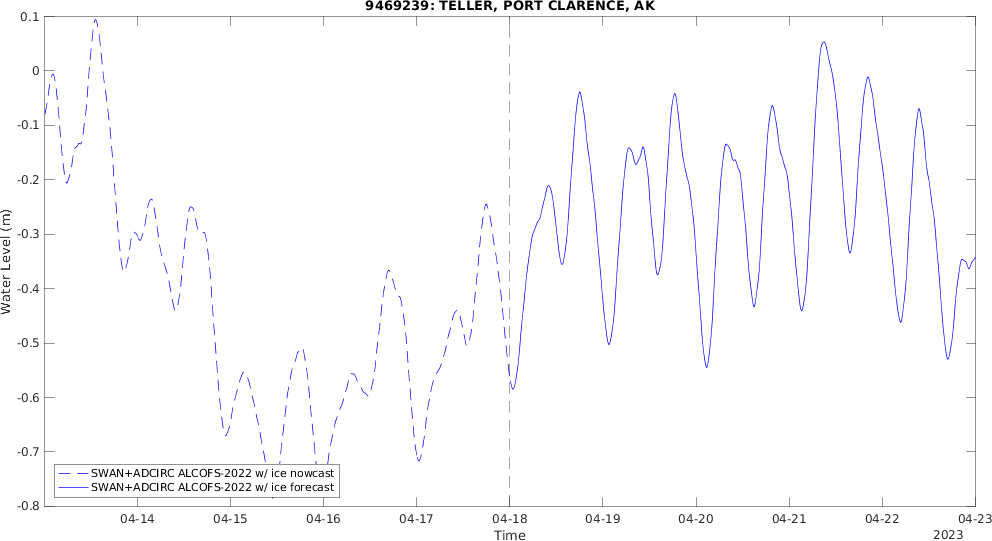 9469239: TELLER, PORT CLARENCE, AK
0.1
0
-0.1
-0.2
-0.3
-0.4
-0.5
-0.6
-0.7
-0.8
Water Level (m)
SWAN+ADCIRC ALCOFS-2022 w/ ice nowcast
SWAN+ADCIRC ALCOFS-2022 w/ ice forecast
04-14 04-15 04-16 04-17 04-18 04-19 04-20 04-21 04-22 04-23
Time
2023